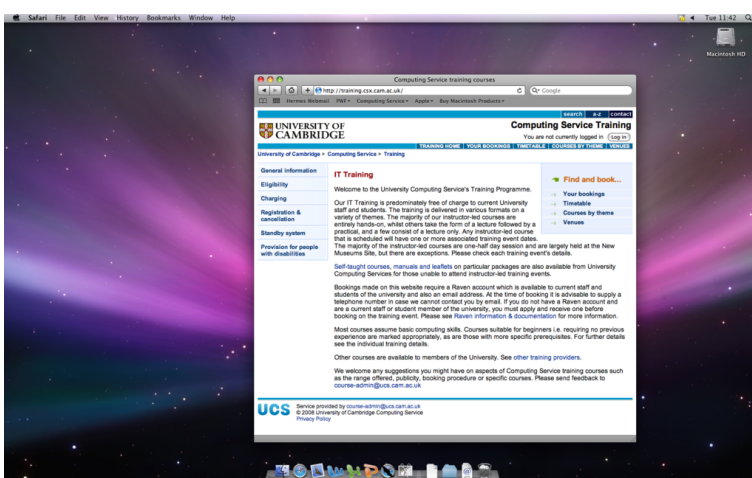 Safari File Edit View History Bookmarks Window Help
Tue 11:42
Macintosh HD
Computing Service training courses
http://training.csx.cam.ac.uk/
Google
Hermes Webmail PWF Computing Service Apple Buy Macintosh Products
search a-z contact
UNIVERSITY OF
CAMBRIDGE
Computing Service Training
You are not currently logged in Log in
TRAINING HOME YOUR BOOKINGS TIMETABLE COURSES BY THEME VENUES
University of Cambridge > Computing Service > Training
General information
Eligibility
Charging
Registration &
cancellation
Standby system
Provision for people
with disabilities
IT Training
Welcome to the University Computing Service's Training Programme.
Our IT Training is predominately free of charge to current University
staff and students. The training is delivered in various formats on a
variety of themes. The majority of our instructor-led courses are
entirely hands-on, whilst others take the form of a lecture followed by a
practical, and a few consist of a lecture only. Any instructor-led course
that is scheduled will have one or more associated training event dates.
The majority of the instructor-led courses are one-half day session and are largely held at the New
Museums Site, but there are exceptions. Please check each training event's details.
Find and book...
Your bookings
Timetable
Courses by theme
Venues
Self-taught courses, manuals and leaflets on particular packages are also available from University
Computing Services for those unable to attend instructor-led training events.
Bookings made on this website require a Raven account which is available to current staff and
students of the university and also an email address. At the time of booking it is advisable to supply a
telephone number in case we cannot contact you by email. If you do not have a Raven account and
are a current staff or student member of the university, you must apply and receive one before
booking on the training event. Please see Raven information & documentation for more information.
Most courses assume basic computing skills. Courses suitable for beginners i.e. requiring no previous
experience are marked appropriately, as are those with more specific prerequisites. For further details
see the individual training details.
Other courses are available to members of the University. See other training providers.
We welcome any suggestions you might have on aspects of Computing Service training courses such
as the range offered, publicity, booking procedure or specific courses. Please send feedback to
course-admin@ucs.cam.ac.uk
UCS
Service provided by course-admin@ucs.cam.ac.uk
© 2008 University of Cambridge Computing Service
Privacy Policy